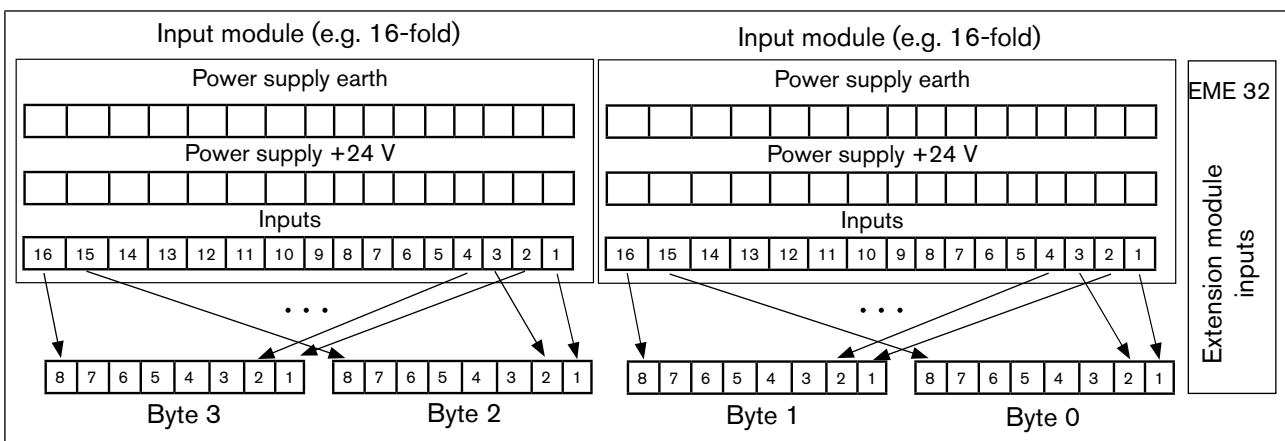 Input module (e.g. 16-fold)
Power supply earth
Power supply +24 V
Inputs
16 15 14 13 12 11 10 9 8 7 6 5 4 3 2 1
. . .
8 7 6 5 4 3 2 1
8 7 6 5 4 3 2 1
Byte 3
Byte 2
Input module (e.g. 16-fold)
Power supply earth
Power supply +24 V
Inputs
16 15 14 13 12 11 10 9 8 7 6 5 4 3 2 1
. . .
8 7 6 5 4 3 2 1
8 7 6 5 4 3 2 1
Byte 1
Byte 0
EME 32
Extension module
inputs